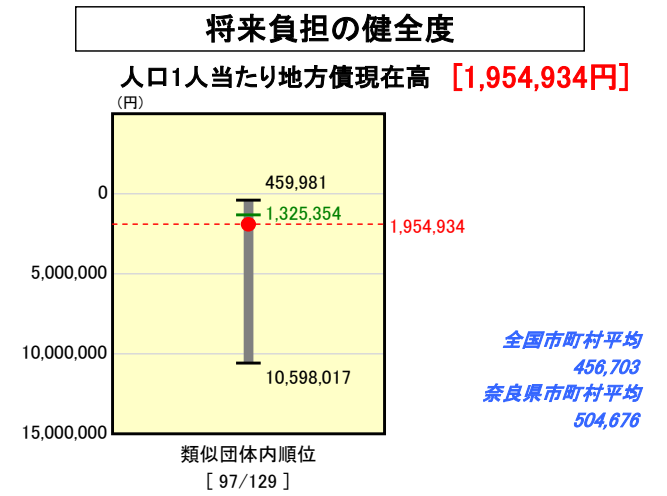 将来負担の健全度
人口1人当たり地方債現在高 [1,954,934円]
(円)
0
5,000,000
10,000,000
15,000,000
459,981
1,325,354
1,954,934
10,598,017
類似団体内順位
[ 97/129 ]
全国市町村平均
456,703
奈良県市町村平均
504,676